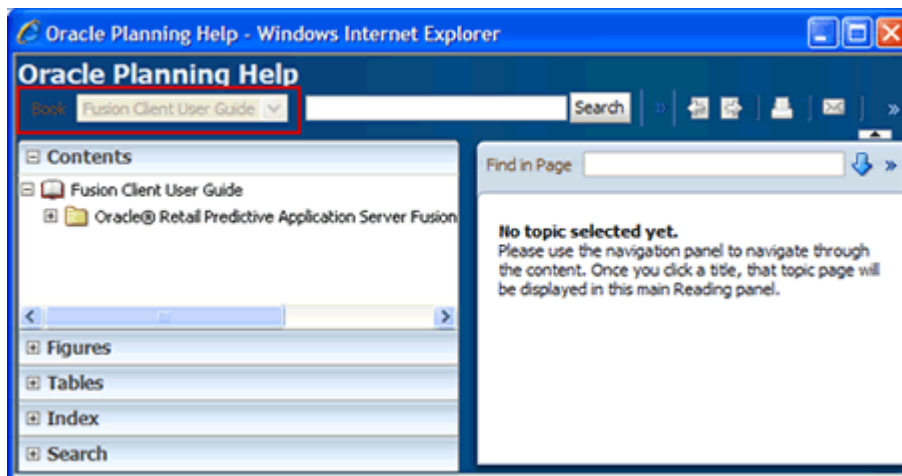 Oracle Planning Help - Windows Internet Explorer
Oracle Planning Help
Book Fusion Client User Guide
Search
Contents
Fusion Client User Guide
Oracle® Retail Predictive Application Server Fusion
Figures
Tables
Index
Search
Find in Page
No topic selected yet.
Please use the navigation panel to navigate through
the content. Once you click a title, that topic page will
be displayed in this main Reading panel.